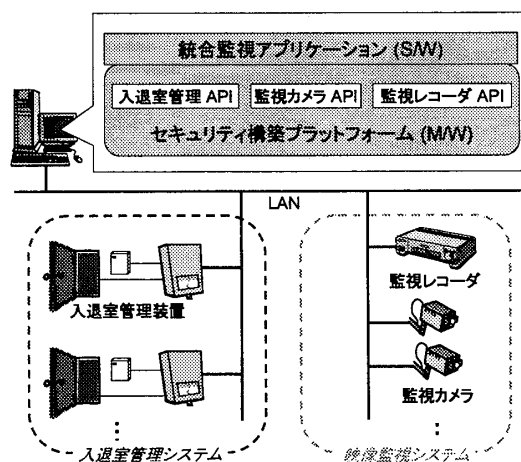 統合監視アプリケーション (S/W)
入退室管理 API
監視カメラ API
監視レコーダ API
セキュリティ構築プラットフォーム (M/W)
LAN
監視レコーダ
入退室管理装置
監視カメラ
入退室管理システム
映像監視システム